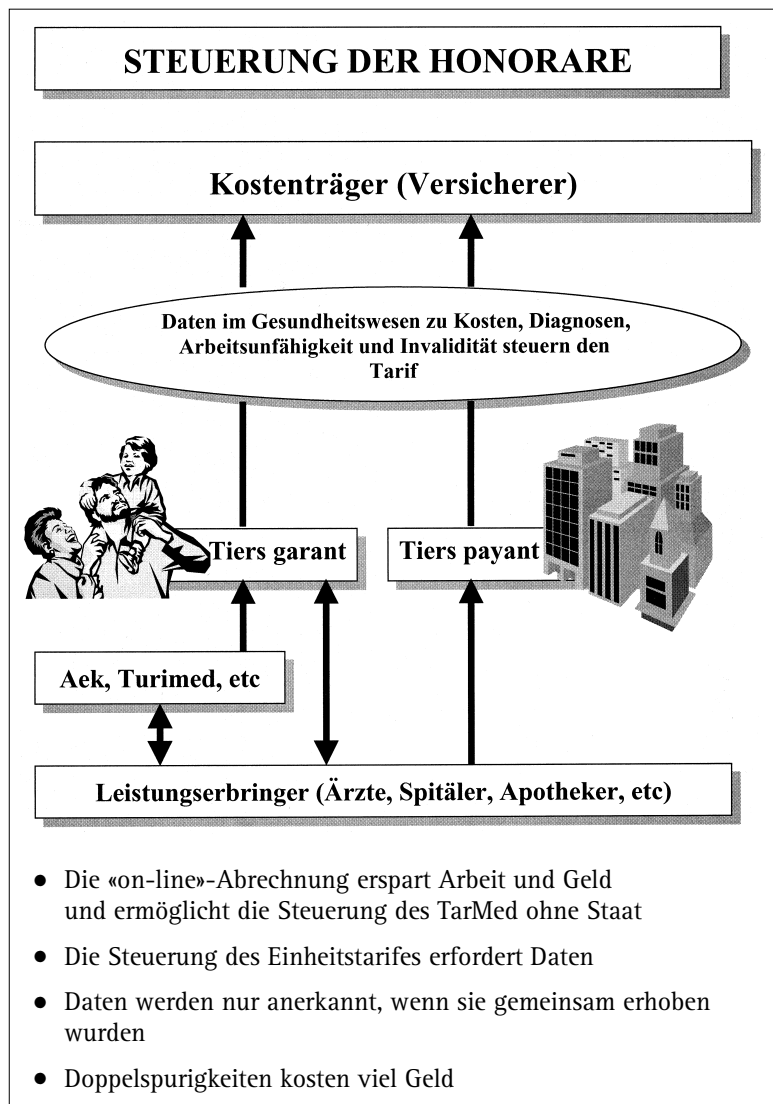 STEUERUNG DER HONORARE
Kostenträger (Versicherer)
Daten im Gesundheitswesen zu Kosten, Diagnosen,
Arbeitsunfähigkeit und Invalidität steuern den
Tarif
Tiers garant
Tiers payant
Aek, Turimed, etc
Leistungserbringer (Ärzte, Spitäler, Apotheker, etc)
• Die «on-line»-Abrechnung erspart Arbeit und Geld
und ermöglicht die Steuerung des TarMed ohne Staat
• Die Steuerung des Einheitstarifes erfordert Daten
• Daten werden nur anerkannt, wenn sie gemeinsam erhoben
wurden
• Doppelspurigkeiten kosten viel Geld